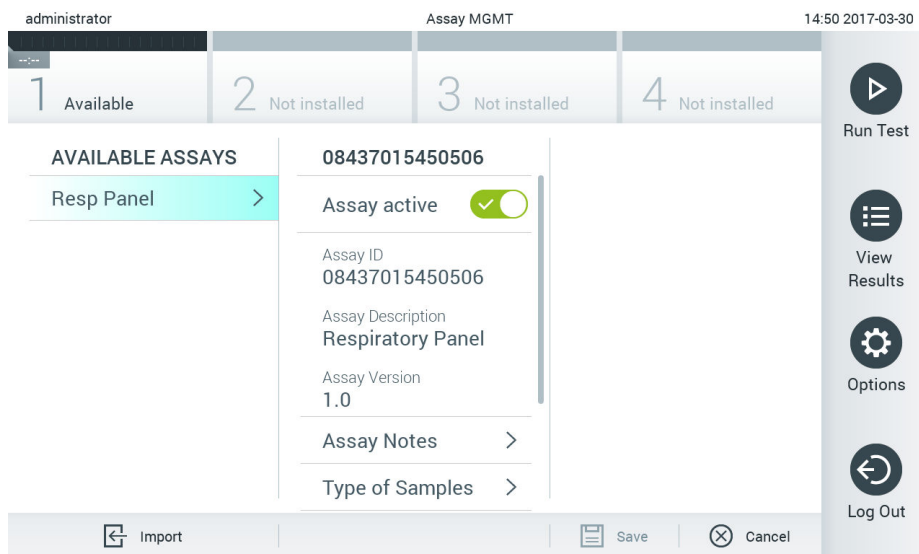 administrator
Assay MGMT
14:50 2017-03-30
--:--
1 Available
2 Not installed
3 Not installed
4 Not installed
Run Test
View
Results
Options
Log Out
AVAILABLE ASSAYS
Resp Panel
08437015450506
Assay active
Assay ID
08437015450506
Assay Description
Respiratory Panel
Assay Version
1.0
Assay Notes
Type of Samples
Import
Save
Cancel